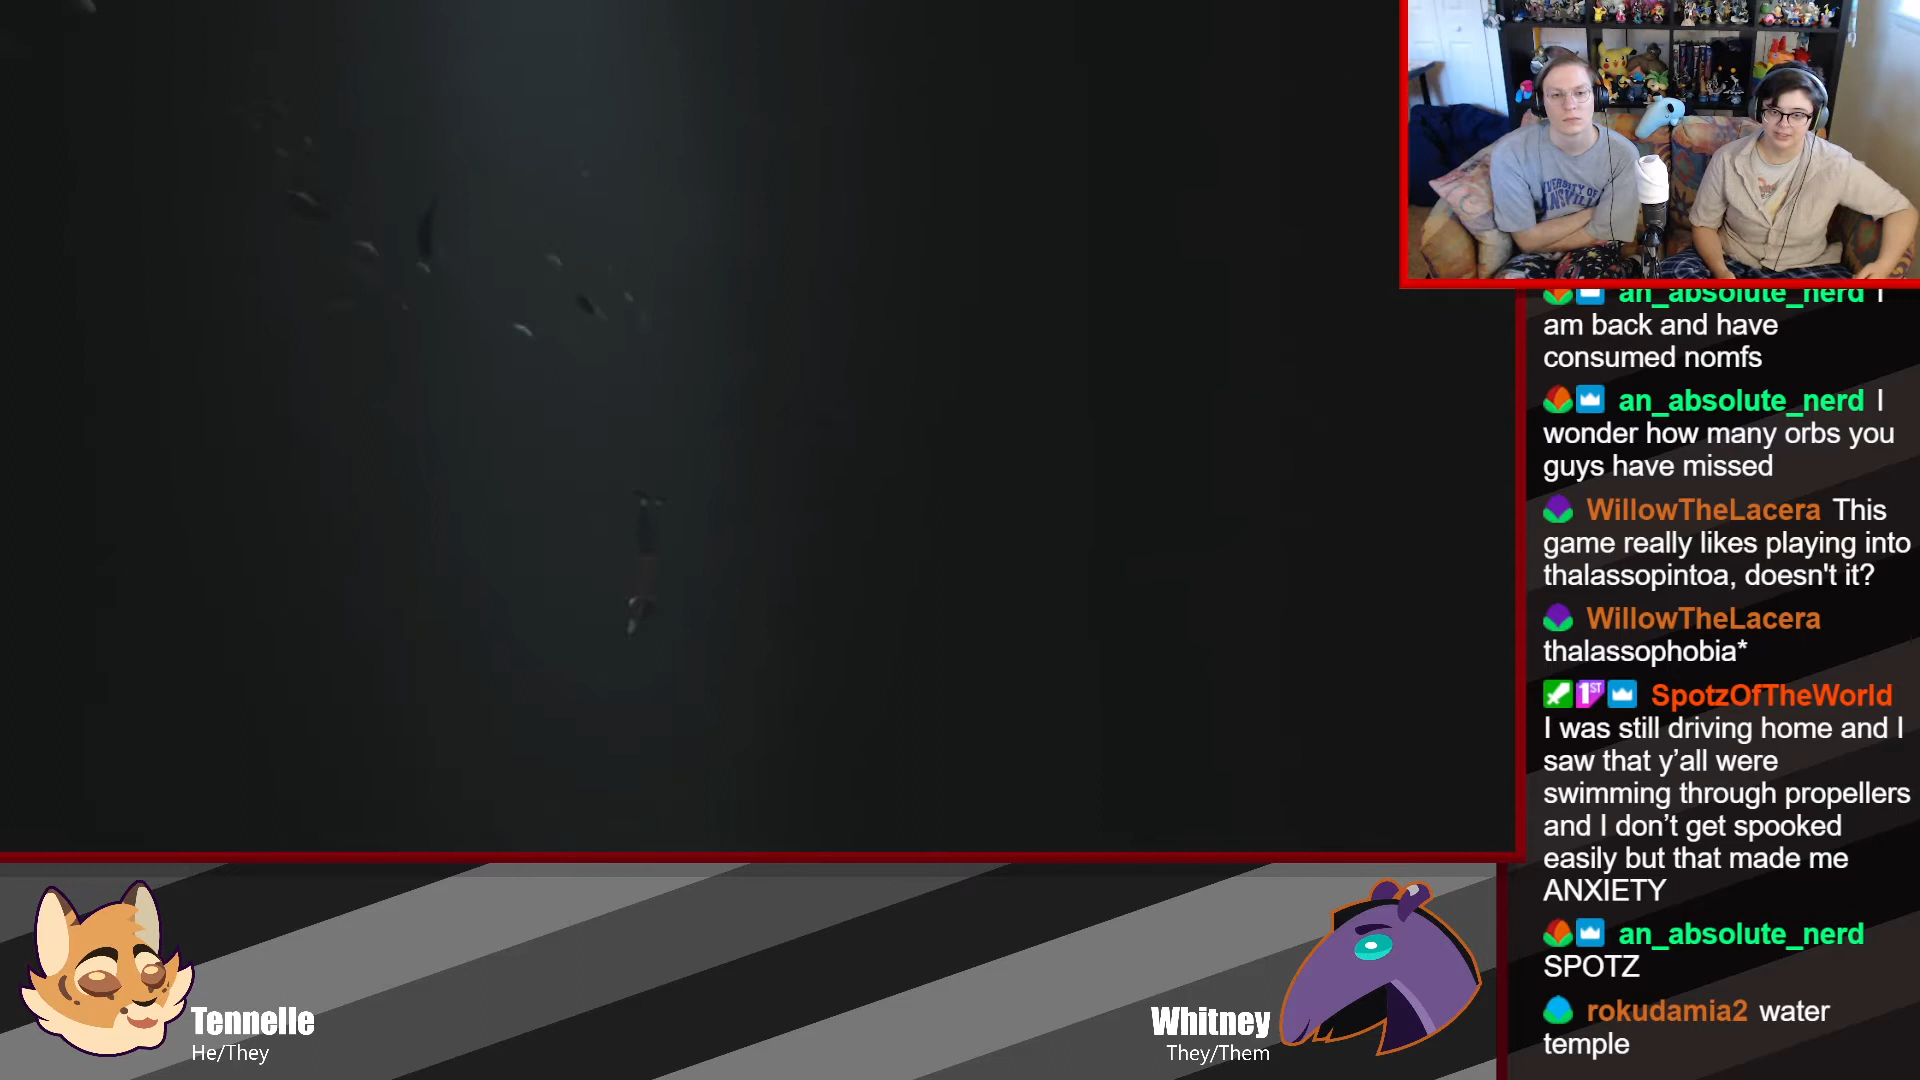 an_absolute_nerd I
am back and have
consumed nomfs
an_absolute_nerd I
wonder how many orbs you
guys have missed
WillowTheLacera This
game really likes playing into
thalassopintoa, doesn't it?
WillowTheLacera
thalassophobia*
1ST SpotzOfTheWorld
I was still driving home and I
saw that y’all were
swimming through propellers
and I don’t get spooked
easily but that made me
ANXIETY
an_absolute_nerd
SPOTZ
rokudamia2 water
temple
Tennelle
He/They
Whitney
They/Them